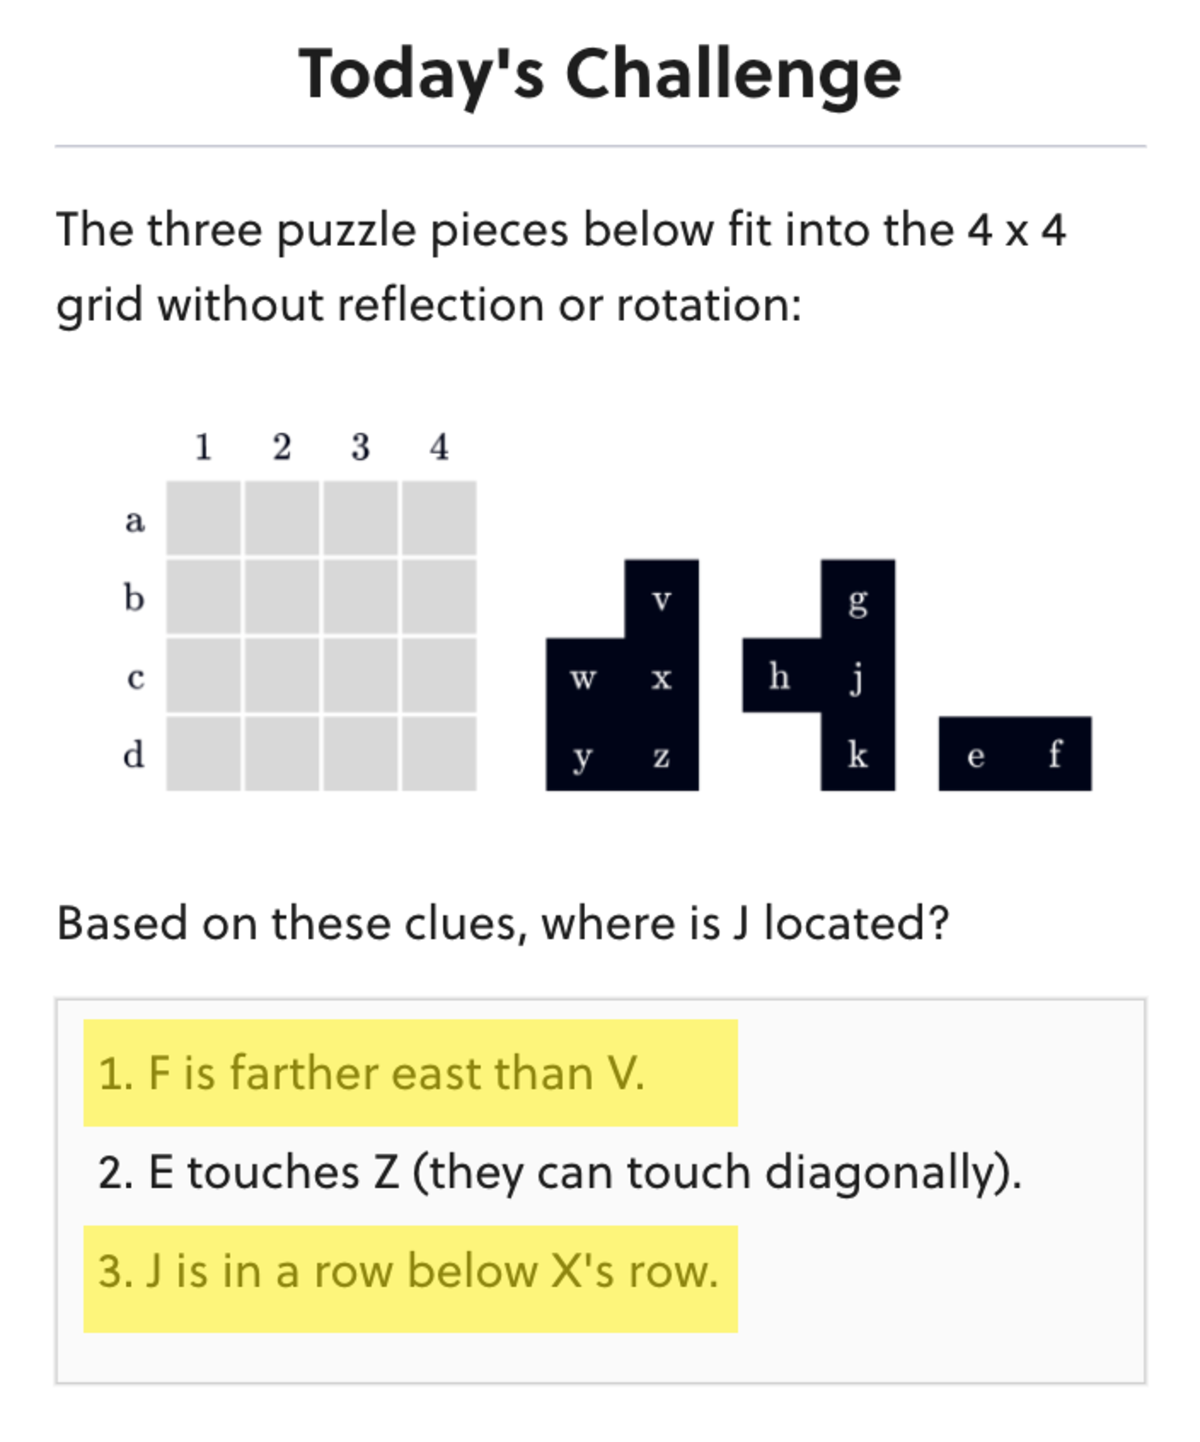 Today's Challenge
The three puzzle pieces below fit into the 4 x 4
grid without reflection or rotation:
1 2 3 4
a
b v g
c w x h j
d y z k e f
Based on these clues, where is J located?
1. F is farther east than V.
2. E touches Z (they can touch diagonally).
3. J is in a row below X's row.